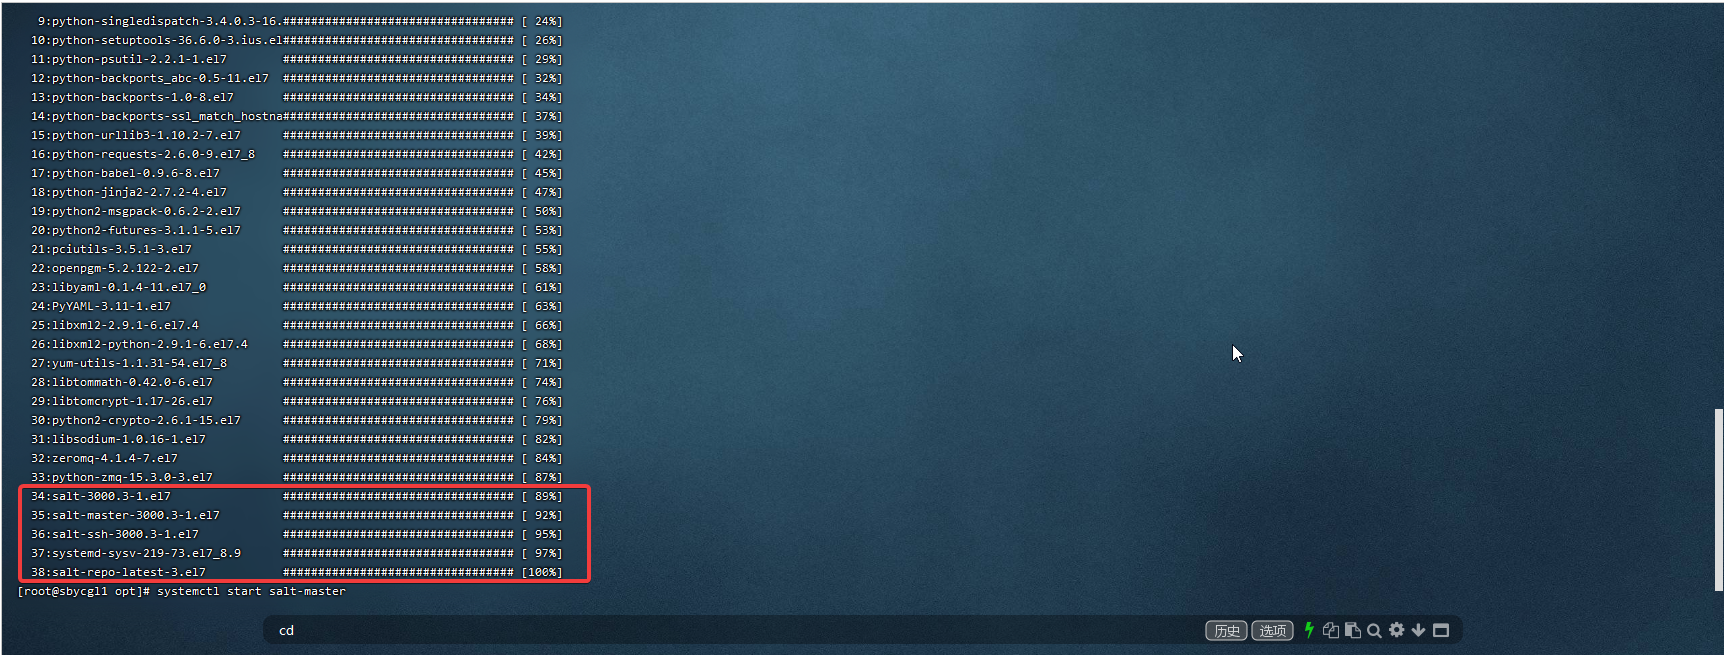 9:python-singledispatch-3.4.0.3-16.################################# [ 24%]
10:python-setuptools-36.6.0-3.ius.el################################# [ 26%]
11:python-psutil-2.2.1-1.el7 ################################# [ 29%]
12:python-backports_abc-0.5-11.el7 ################################# [ 32%]
13:python-backports-1.0-8.el7 ################################# [ 34%]
14:python-backports-ssl_match_hostna################################# [ 37%]
15:python-urllib3-1.10.2-7.el7 ################################# [ 39%]
16:python-requests-2.6.0-9.el7_8 ################################# [ 42%]
17:python-babel-0.9.6-8.el7 ################################# [ 45%]
18:python-jinja2-2.7.2-4.el7 ################################# [ 47%]
19:python2-msgpack-0.6.2-2.el7 ################################# [ 50%]
20:python2-futures-3.1.1-5.el7 ################################# [ 53%]
21:pciutils-3.5.1-3.el7 ################################# [ 55%]
22:openpgm-5.2.122-2.el7 ################################# [ 58%]
23:libyaml-0.1.4-11.el7_0 ################################# [ 61%]
24:PyYAML-3.11-1.el7 ################################# [ 63%]
25:libxml2-2.9.1-6.el7.4 ################################# [ 66%]
26:libxml2-python-2.9.1-6.el7.4 ################################# [ 68%]
27:yum-utils-1.1.31-54.el7_8 ################################# [ 71%]
28:libtommath-0.42.0-6.el7 ################################# [ 74%]
29:libtomcrypt-1.17-26.el7 ################################# [ 76%]
30:python2-crypto-2.6.1-15.el7 ################################# [ 79%]
31:libsodium-1.0.16-1.el7 ################################# [ 82%]
32:zeromq-4.1.4-7.el7 ################################# [ 84%]
33:python-zmq-15.3.0-3.el7 ################################# [ 87%]
34:salt-3000.3-1.el7 ################################# [ 89%]
35:salt-master-3000.3-1.el7 ################################# [ 92%]
36:salt-ssh-3000.3-1.el7 ################################# [ 95%]
37:systemd-sysv-219-73.el7_8.9 ################################# [ 97%]
38:salt-repo-latest-3.el7 ################################# [100%]
[root@sbycgl1 opt]# systemctl start salt-master
cd 历史 选项